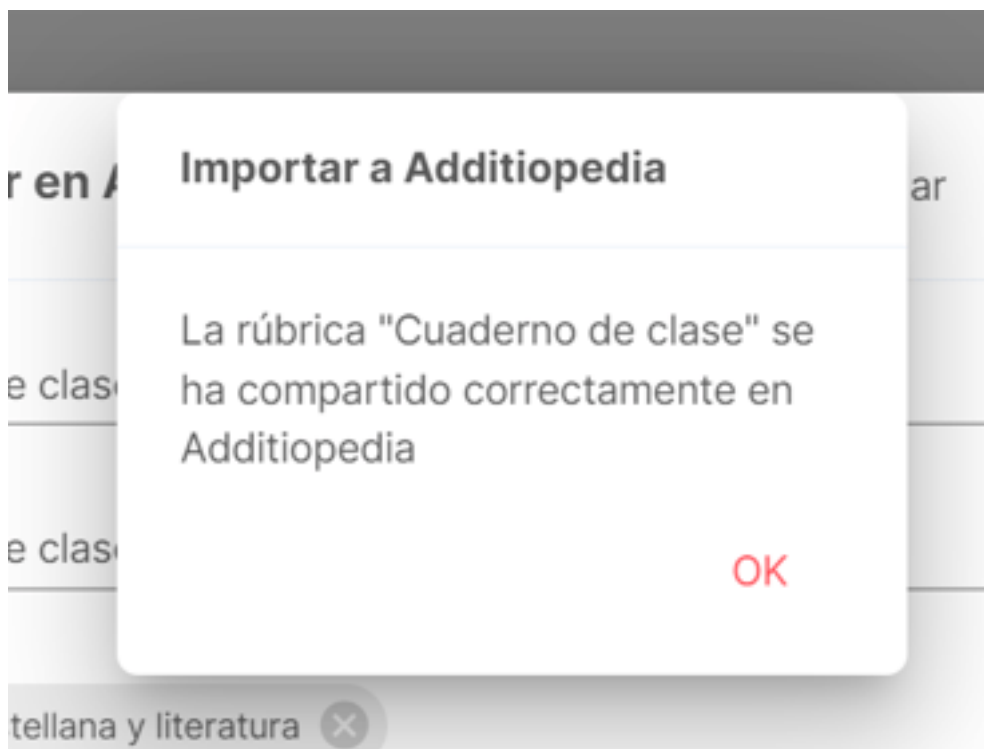 Importar a Additiopedia
r en
ar
La rúbrica "Cuaderno de clase" se
ha compartido correctamente en
Additiopedia
e clas
e clas
OK
tellana y literatura